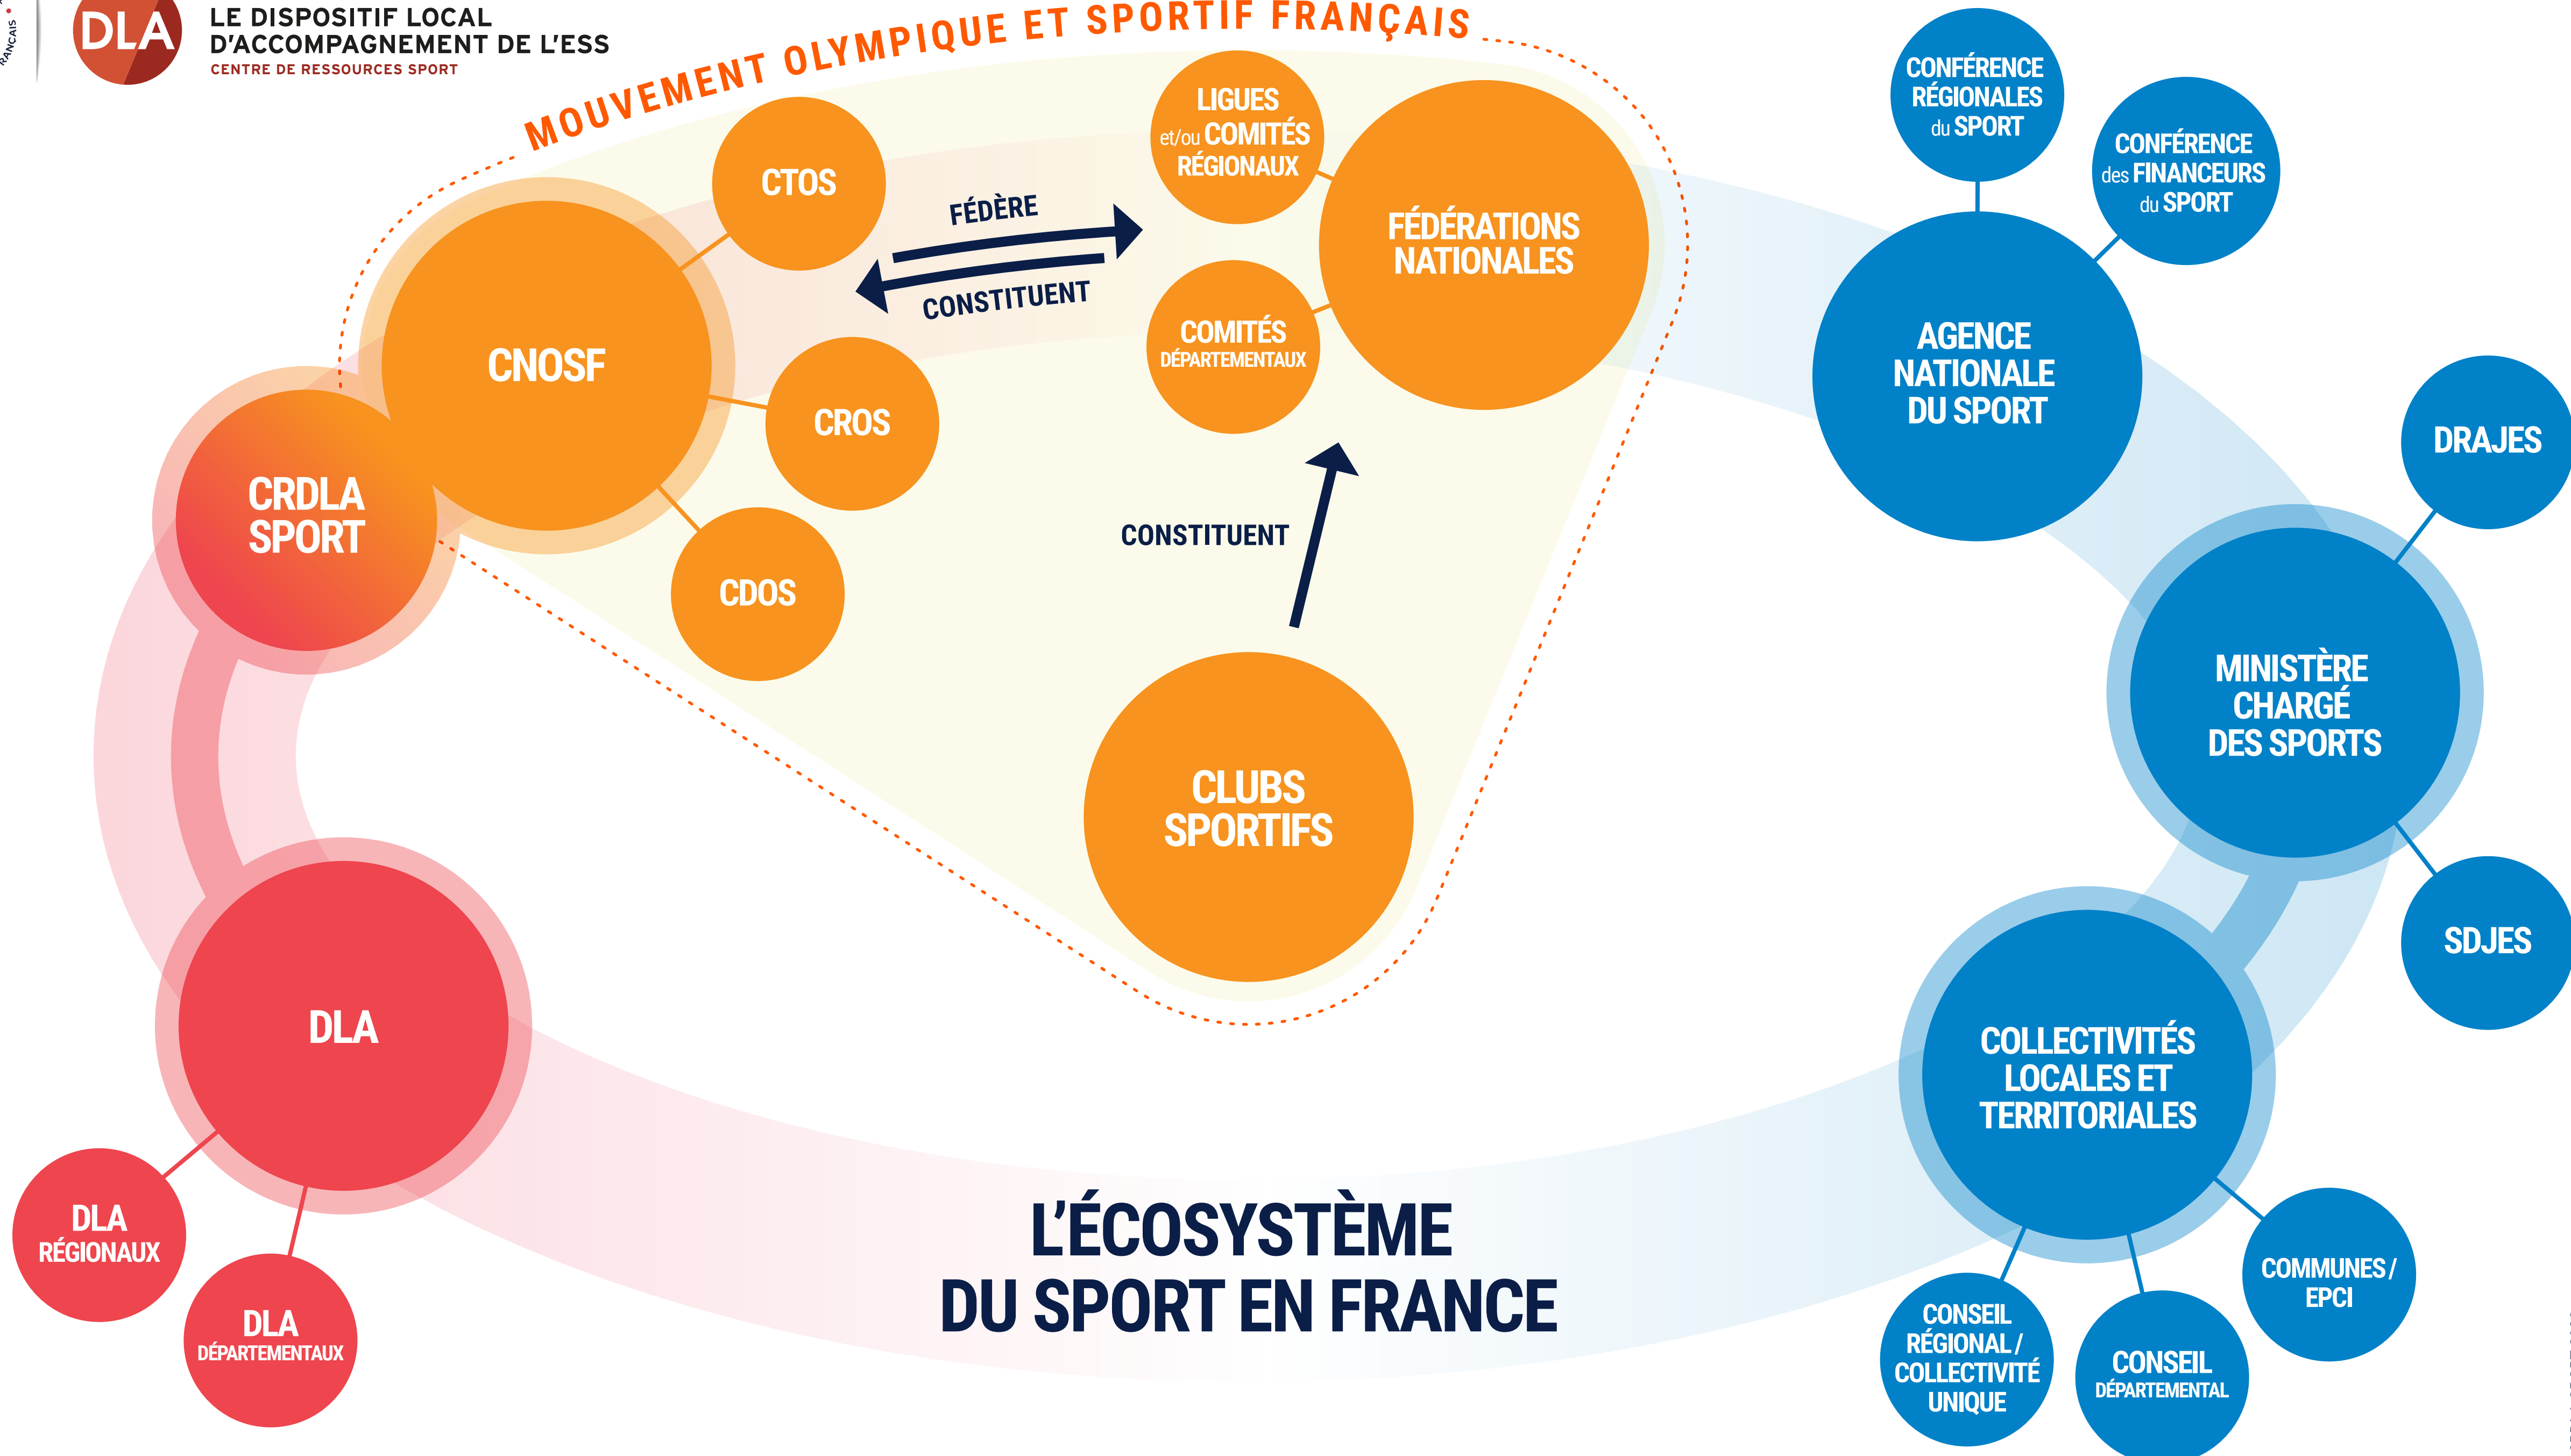 DLA
LE DISPOSITIF LOCAL
D’ACCOMPAGNEMENT DE L’ESS
CENTRE DE RESSOURCES SPORT
MOUVEMENT OLYMPIQUE ET SPORTIF FRANÇAIS
CTOS
FÉDÈRE
CONSTITUENT
LIGUES
et/ou COMITÉS
RÉGIONAUX
FÉDÉRATIONS
NATIONALES
COMITÉS
DÉPARTEMENTAUX
CNOSF
CROS
CDOS
CRDLA
SPORT
CONSTITUENT
CLUBS
SPORTIFS
CONFÉRENCE
RÉGIONALES
du SPORT
CONFÉRENCE
des FINANCEURS
du SPORT
AGENCE
NATIONALE
DU SPORT
DRAJES
MINISTÈRE
CHARGÉ
DES SPORTS
SDJES
COLLECTIVITÉS
LOCALES ET
TERRITORIALES
COMMUNES /
EPCI
CONSEIL
RÉGIONAL /
COLLECTIVITÉ
UNIQUE
CONSEIL
DÉPARTEMENTAL
DLA
DLA
RÉGIONAUX
DLA
DÉPARTEMENTAUX
L’ÉCOSYSTÈME
DU SPORT EN FRANCE